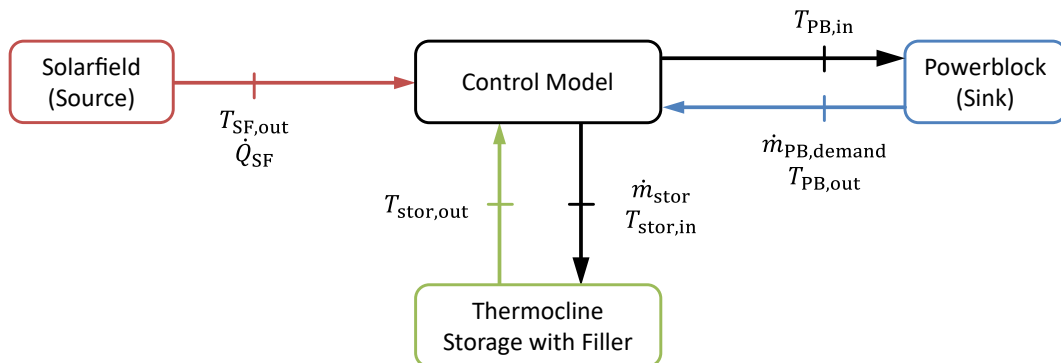 T_PB,in
Solarfield
(Source)
Control Model
Powerblock
(Sink)
T_SF,out
Q̇_SF
ṁ_PB,demand
T_PB,out
T_stor,out
ṁ_stor
T_stor,in
Thermocline
Storage with Filler